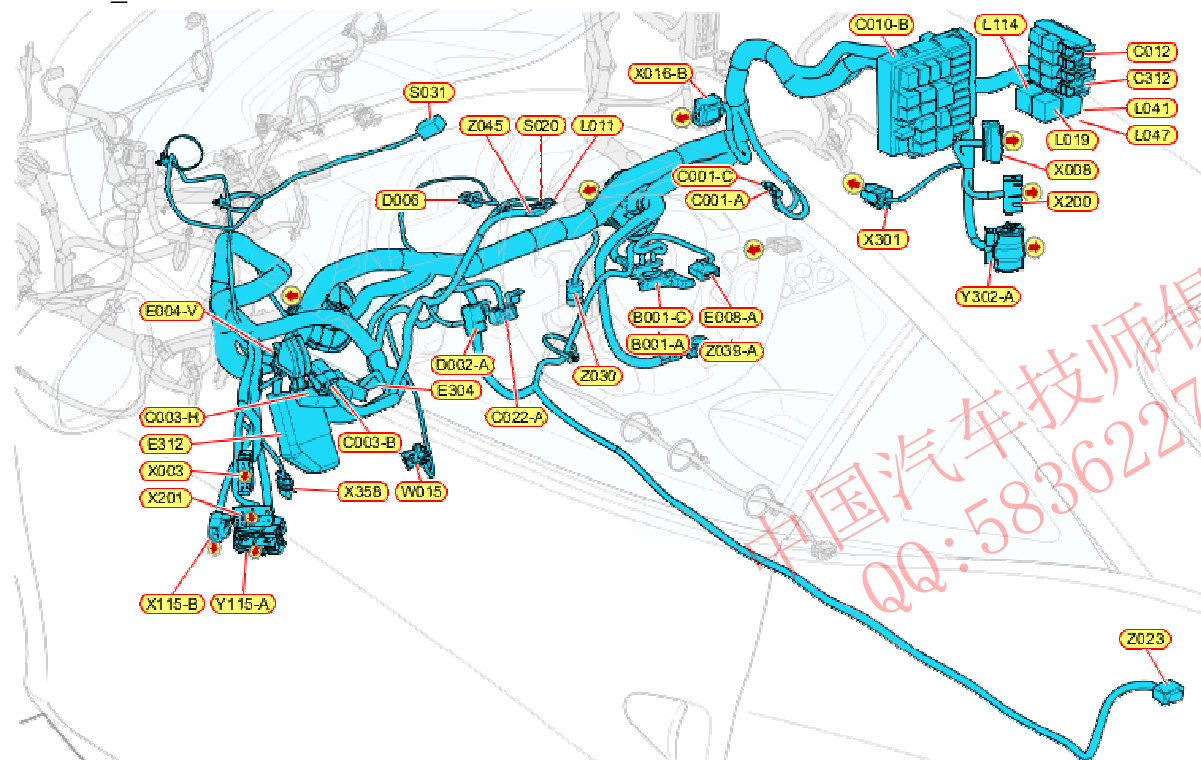 C010-B
L114
C012
X016-B
C312
S031
L041
Z045
S020
L011
L047
L019
X008
C001-C
D006
C001-A
X200
X301
Y302-A
E004-V
B001-C
E008-A
B001-A
Z039-A
D002-A
Z030
E304
C003-H
C022-A
E312
C003-B
X003
X358
W015
X201
X115-B
Y115-A
Z023
中国汽车技师
QQ:583622